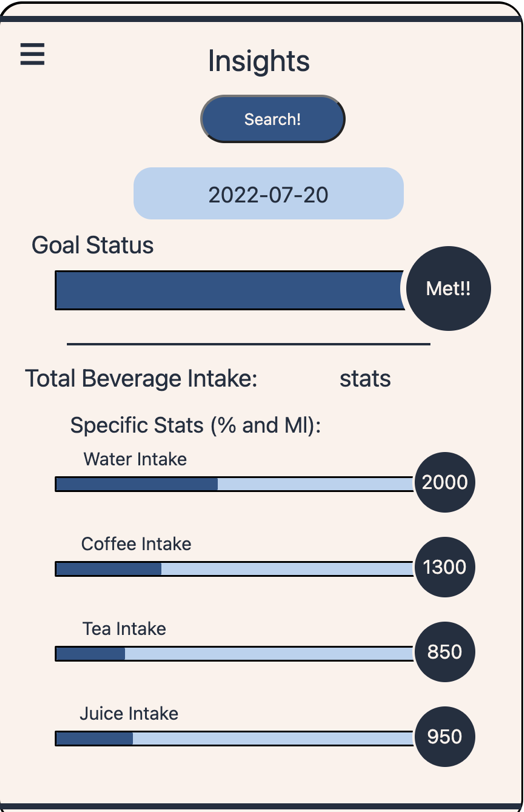 Insights
Search!
2022-07-20
Goal Status
Met!!
Total Beverage Intake: stats
Specific Stats (% and Ml):
Water Intake
2000
Coffee Intake
1300
Tea Intake
850
Juice Intake
950